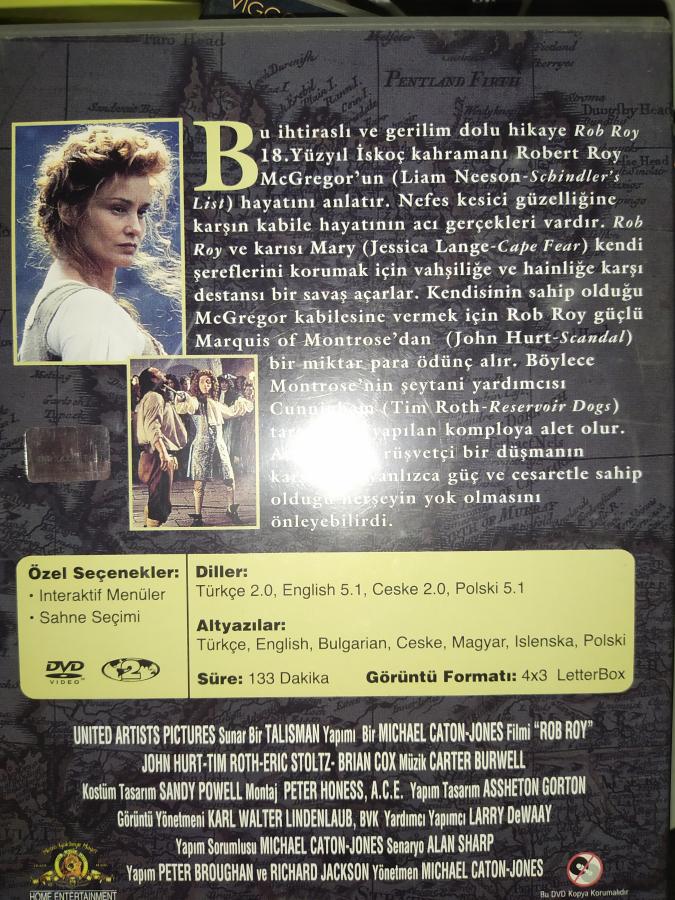 VIGGO
Faro Head
PENTLAND FIRTH
Stroma
Dungsby Head
Bu ihtiraslı ve gerilim dolu hikaye Rob Roy
18.Yüzyıl İskoç kahramanı Robert Roy
McGregor'un (Liam Neeson-Schindler's
List) hayatını anlatır. Nefes kesici güzelliğine
karşın kabile hayatının acı gerçekleri vardır. Rob
Roy ve karısı Mary (Jessica Lange-Cape Fear) kendi
şereflerini korumak için vahşiliğe ve hainliğe karşı
destansı bir savaş açarlar. Kendisinin sahip olduğu
McGregor kabilesine vermek için Rob Roy güçlü
Marquis of Montrose'dan (John Hurt-Scandal)
bir miktar para ödünç alır. Böylece
Montrose'nin şeytani yardımcısı
Cunningham (Tim Roth-Reservoir Dogs)
yapılan komploya alet olur.
rüşvetçi bir düşmanın
yanlızca güç ve cesaretle sahip
olduğu herşeyin yok olmasını
önleyebilirdi.
OF MURRAY
Özel Seçenekler:
• Interaktif Menüler
• Sahne Seçimi
DVD
VIDEO
2
Diller:
Türkçe 2.0, English 5.1, Ceske 2.0, Polski 5.1
Altyazılar:
Türkçe, English, Bulgarian, Ceske, Magyar, Islenska, Polski
Süre: 133 Dakika Görüntü Formatı: 4x3 LetterBox
UNITED ARTISTS PICTURES Sunar Bir TALISMAN Yapımı Bir MICHAEL CATON-JONES Filmi "ROB ROY"
JOHN HURT-TIM ROTH-ERIC STOLTZ- BRIAN COX Müzik CARTER BURWELL
Kostüm Tasarım SANDY POWELL Montaj PETER HONESS, A.C.E. Yapım Tasarım ASSHETON GORTON
Görüntü Yönetmeni KARL WALTER LINDENLAUB, BVK Yardımcı Yapımcı LARRY DeWAAY
Yapım Sorumlusu MICHAEL CATON-JONES Senaryo ALAN SHARP
Yapım PETER BROUGHAN ve RICHARD JACKSON Yönetmen MICHAEL CATON-JONES
HOME ENTERTAINMENT
Bu DVD Kopya Korumalıdır